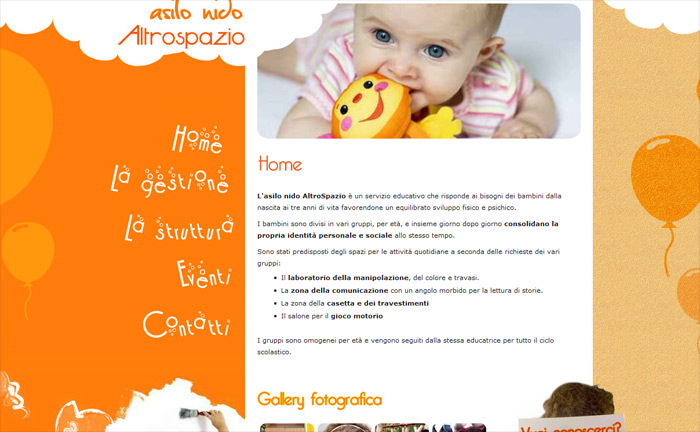 asilo nido
Altrospazio
Home
La gestione
La struttura
Eventi
Contatti
Home
L'asilo nido AltroSpazio è un servizio educativo che risponde ai bisogni dei bambini dalla
nascita ai tre anni di vita favorendone un equilibrato sviluppo fisico e psichico.
I bambini sono divisi in vari gruppi, per età, e insieme giorno dopo giorno consolidano la
propria identità personale e sociale allo stesso tempo.
Sono stati predisposti degli spazi per le attività quotidiane a seconda delle richieste dei vari
gruppi:
Il laboratorio della manipolazione, del colore e travasi.
La zona della comunicazione con un angolo morbido per la lettura di storie.
La zona della casetta e dei travestimenti
Il salone per il gioco motorio
I gruppi sono omogenei per età e vengono seguiti dalla stessa educatrice per tutto il ciclo
scolastico.
Gallery fotografica
Vuoi conoscerci?